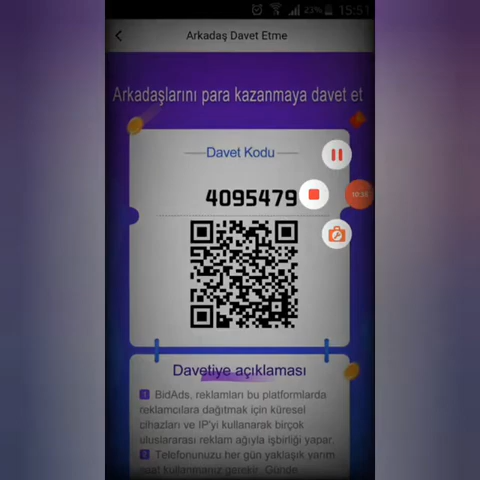 23% 15:51
Arkadaş Davet Etme
Arkadaşlarını para kazanmaya davet et
Davet Kodu
4095479
Davetiye açıklaması
1 BidAds, reklamları bu platformlarda
reklamcılara dağıtmak için küresel
cihazları ve IP'yi kullanarak birçok
uluslararası reklam ağıyla işbirliği yapar.
Telefonunuzu her gün yaklaşık yarım
saat kullanmanız gerekir. Günde